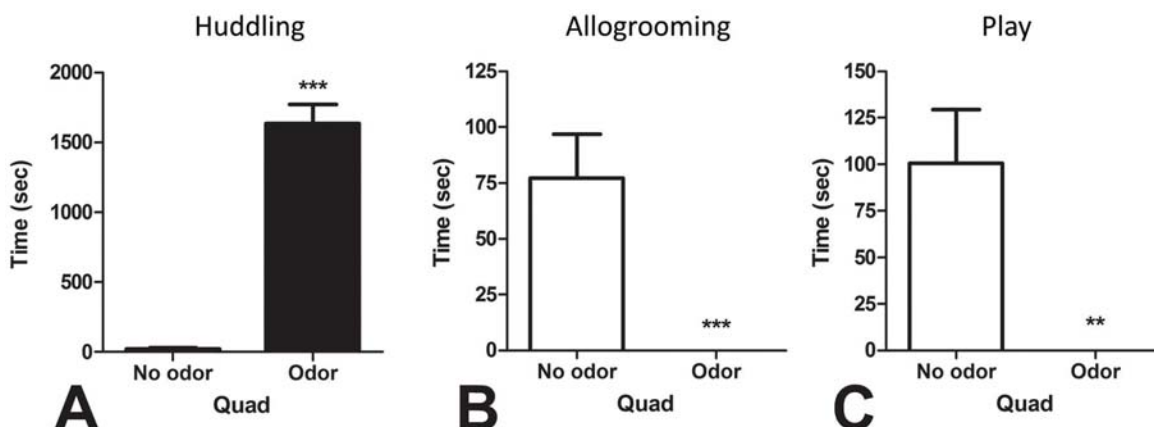 Huddling
2000
1500
1000
500
0
Time (sec)
***
No odor
Odor
Quad
A
Allogrooming
125
100
75
50
25
0
Time (sec)
***
No odor
Odor
Quad
B
Play
150
125
100
75
50
25
0
Time (sec)
**
No odor
Odor
Quad
C